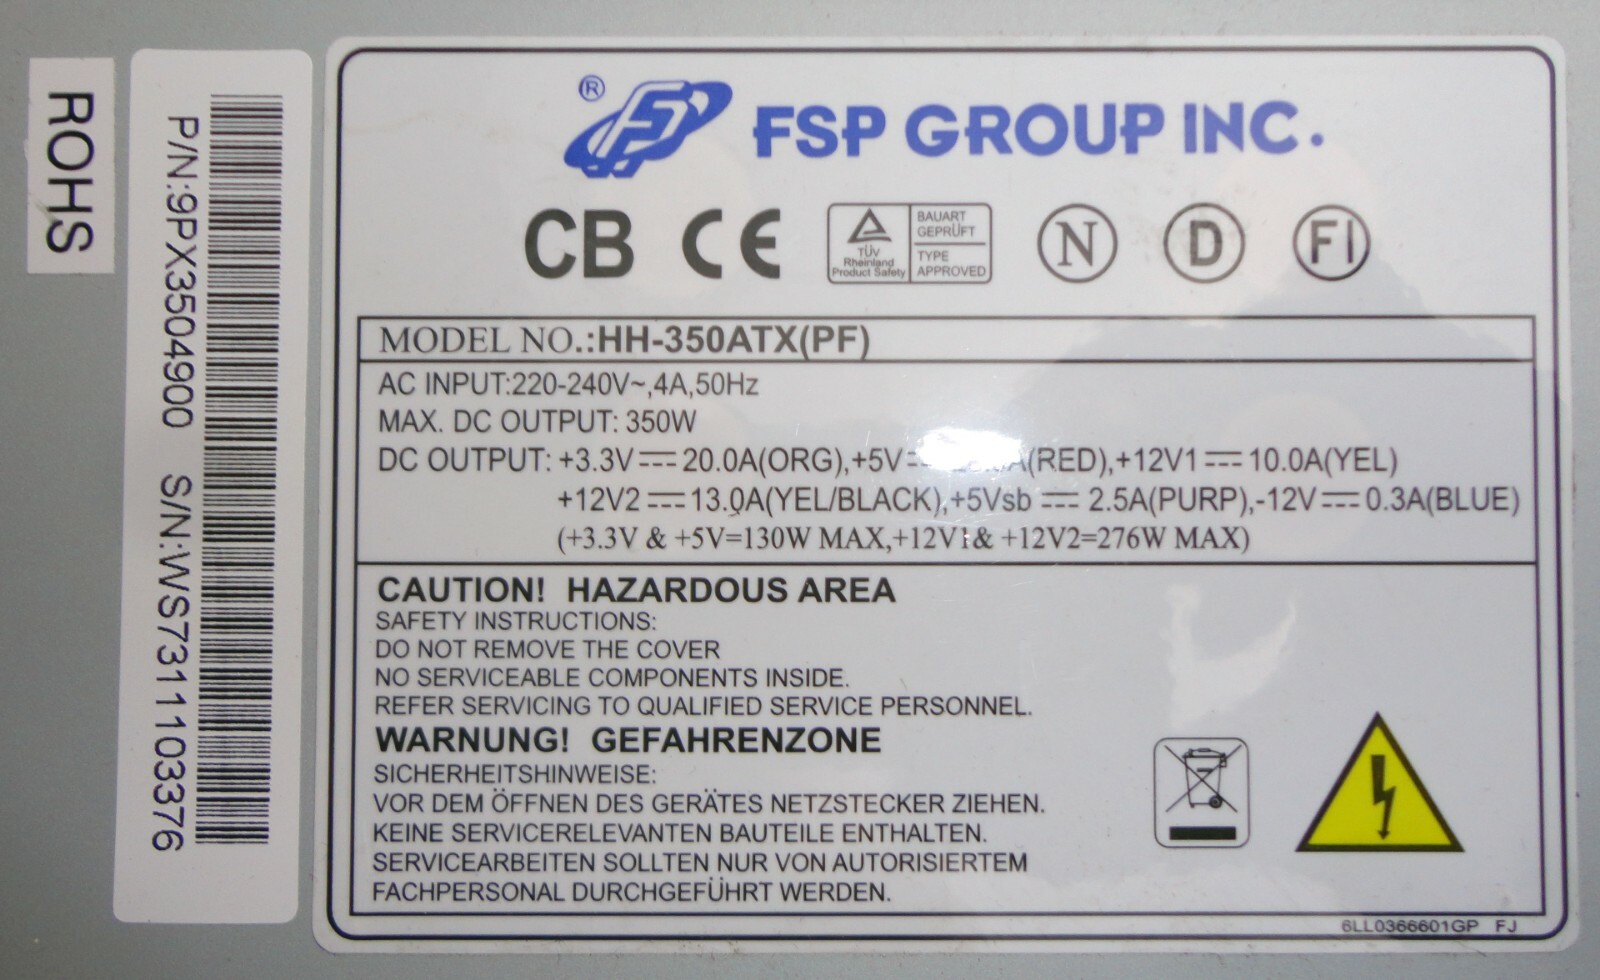 ROHS
P/N:9PX3504900 S/N:WS7311103376
® FSP GROUP INC.
CB CE TÜV Rheinland Product Safety BAUART GEPRÜFT TYPE APPROVED N D FI
MODEL NO.:HH-350ATX(PF)
AC INPUT:220-240V~,4A,50Hz
MAX. DC OUTPUT: 350W
DC OUTPUT: +3.3V⎓20.0A(ORG),+5V A(RED),+12V1⎓10.0A(YEL)
+12V2⎓13.0A(YEL/BLACK),+5Vsb⎓2.5A(PURP),-12V⎓0.3A(BLUE)
(+3.3V & +5V=130W MAX,+12V1& +12V2=276W MAX)
CAUTION! HAZARDOUS AREA
SAFETY INSTRUCTIONS:
DO NOT REMOVE THE COVER
NO SERVICEABLE COMPONENTS INSIDE.
REFER SERVICING TO QUALIFIED SERVICE PERSONNEL.
WARNUNG! GEFAHRENZONE
SICHERHEITSHINWEISE:
VOR DEM ÖFFNEN DES GERÄTES NETZSTECKER ZIEHEN.
KEINE SERVICERELEVANTEN BAUTEILE ENTHALTEN.
SERVICEARBEITEN SOLLTEN NUR VON AUTORISIERTEM
FACHPERSONAL DURCHGEFÜHRT WERDEN.
6LL0366601GP FJ